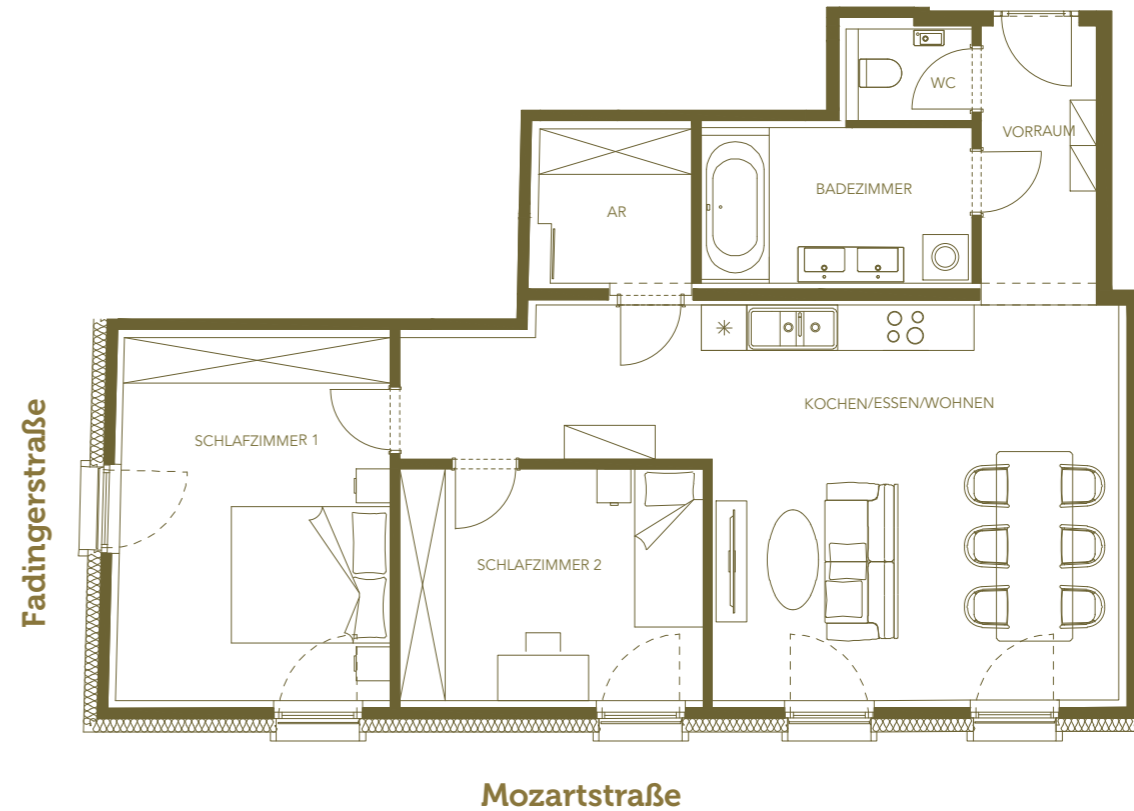 WC
VORRAUM
BADEZIMMER
AR
KOCHEN/ESSEN/WOHNEN
SCHLAFZIMMER 1
SCHLAFZIMMER 2
Fadingerstraße
Mozartstraße